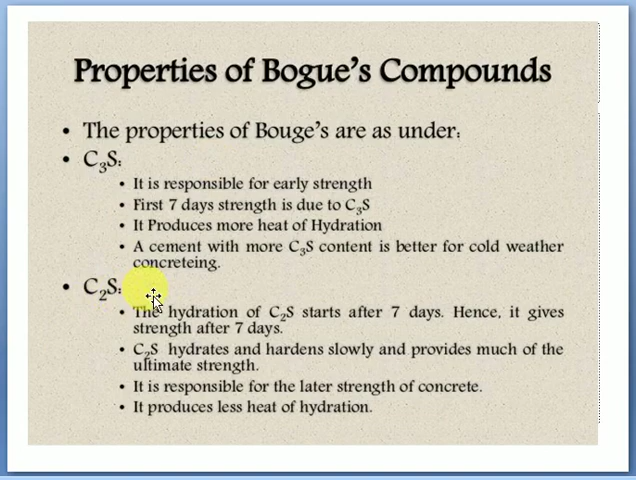 Properties of Bogue's Compounds
• The properties of Bouge's are as under:
• C₃S:
• It is responsible for early strength
• First 7 days strength is due to C₃S
• It Produces more heat of Hydration
• A cement with more C₃S content is better for cold weather
concreteing.
• C₂S:
• The hydration of C₂S starts after 7 days. Hence, it gives
strength after 7 days.
• C₂S hydrates and hardens slowly and provides much of the
ultimate strength.
• It is responsible for the later strength of concrete.
• It produces less heat of hydration.